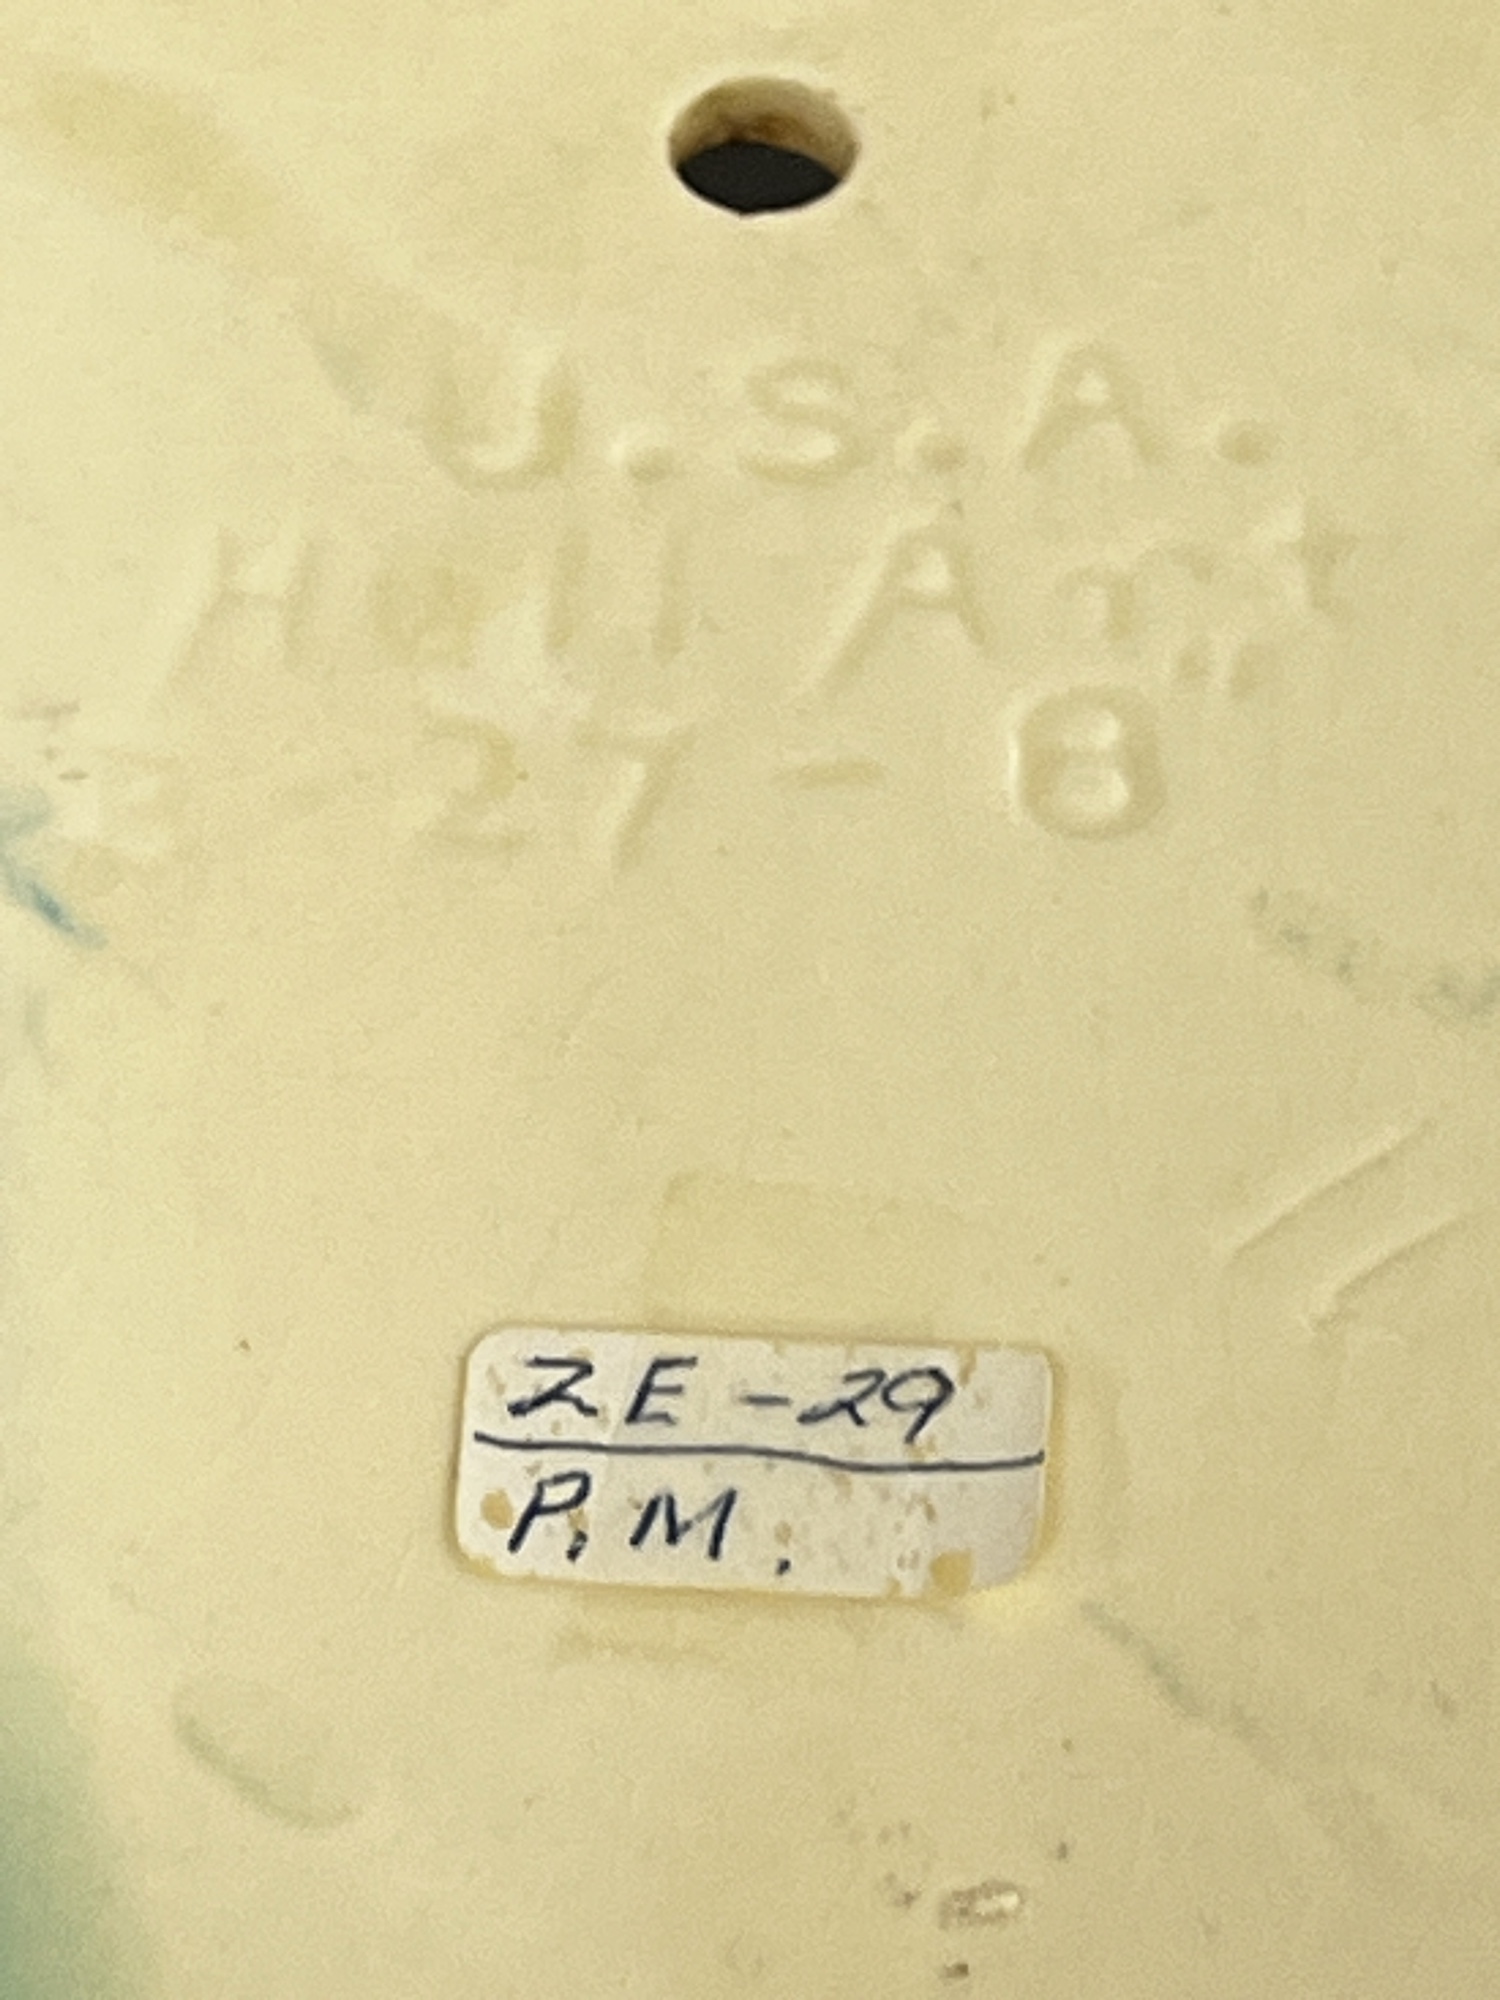 U.S.A.
Hull Art
27-8"
ZE-29
P.M.